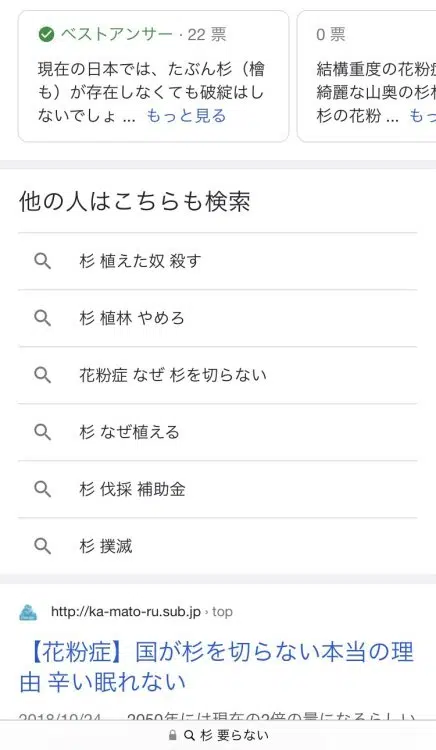 ベストアンサー · 22 票
現在の日本では、たぶん杉（檜
も）が存在しなくても破綻はし
ないでしょ ... もっと見る
0 票
結構重度の花粉
綺麗な山奥の杉
杉の花粉 ... もっ
他の人はこちらも検索
杉 植えた奴 殺す
杉 植林 やめろ
花粉症 なぜ 杉を切らない
杉 なぜ植える
杉 伐採 補助金
杉 撲滅
http://ka-mato-ru.sub.jp › top
【花粉症】国が杉を切らない本当の理
由 辛い眠れない
2018/10/24 2050年には現在の2倍の量になるらしい
杉 要らない